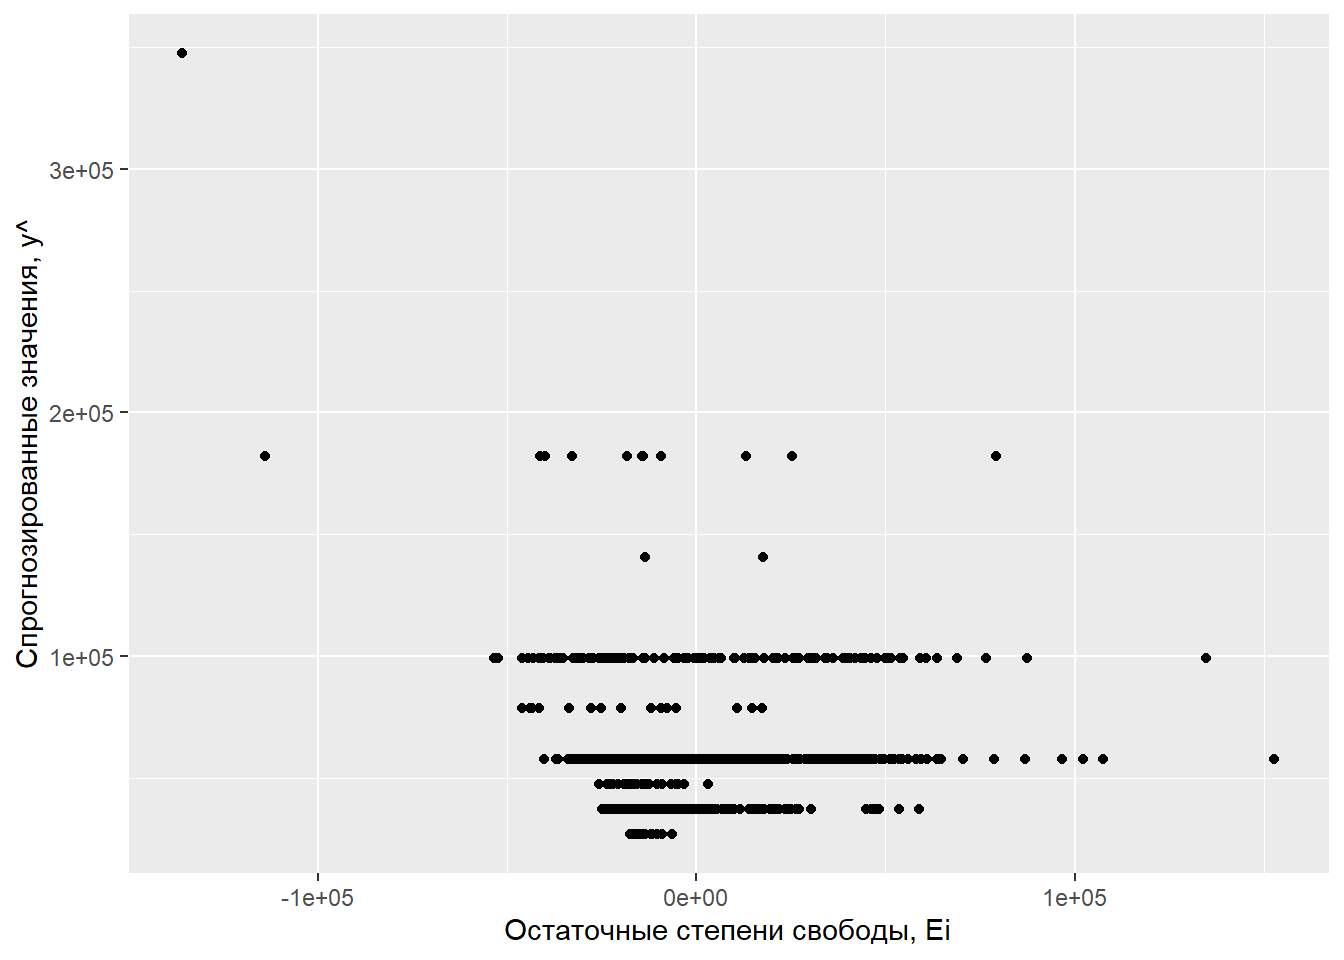 3e+05
2e+05
1e+05
Спрогнозированные значения, y^
-1e+05
0e+00
1e+05
Остаточные степени свободы, Ei